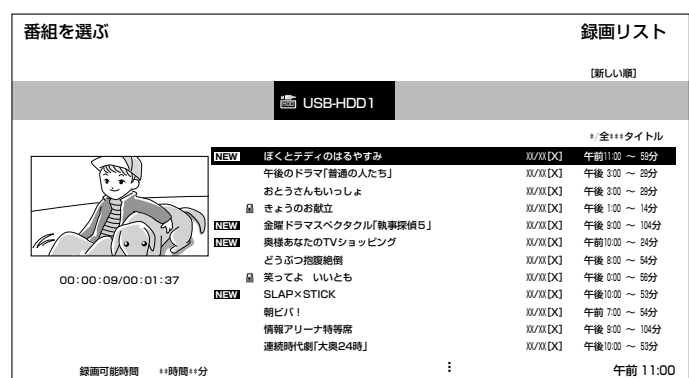 番組を選ぶ 録画リスト
[新しい順]
HDD USB-HDD1
*/全***タイトル
NEW ぼくとテディのはるやすみ XX/XX[X] 午前11:00 ～ 59分
午後のドラマ「普通の人たち」 XX/XX[X] 午後 3:00 ～ 29分
おとうさんもいっしょ XX/XX[X] 午後 3:00 ～ 29分
きょうのお献立 XX/XX[X] 午後 1:00 ～ 14分
NEW 金曜ドラマスペクタクル「執事探偵5」 XX/XX[X] 午後 9:00 ～ 104分
NEW 奥様あなたのTVショッピング XX/XX[X] 午前10:00 ～ 24分
どうぶつ抱腹絶倒 XX/XX[X] 午後 8:00 ～ 54分
笑ってよ いいとも XX/XX[X] 午後 0:00 ～ 56分
NEW SLAP×STICK XX/XX[X] 午後10:00 ～ 53分
朝ビバ! XX/XX[X] 午前 7:00 ～ 54分
情報アリーナ特等席 XX/XX[X] 午後 9:00 ～ 104分
連続時代劇「大奥24時」 XX/XX[X] 午後10:00 ～ 53分
00:00:09/00:01:37
録画可能時間 **時間**分 ⋮ 午前 11:00